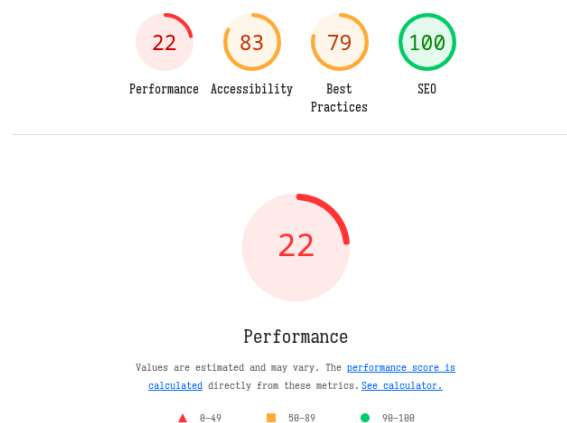 22 83 79 100
Performance Accessibility Best Practices SEO
22
Performance
Values are estimated and may vary. The performance score is
calculated directly from these metrics. See calculator.
0–49 50–89 90–100